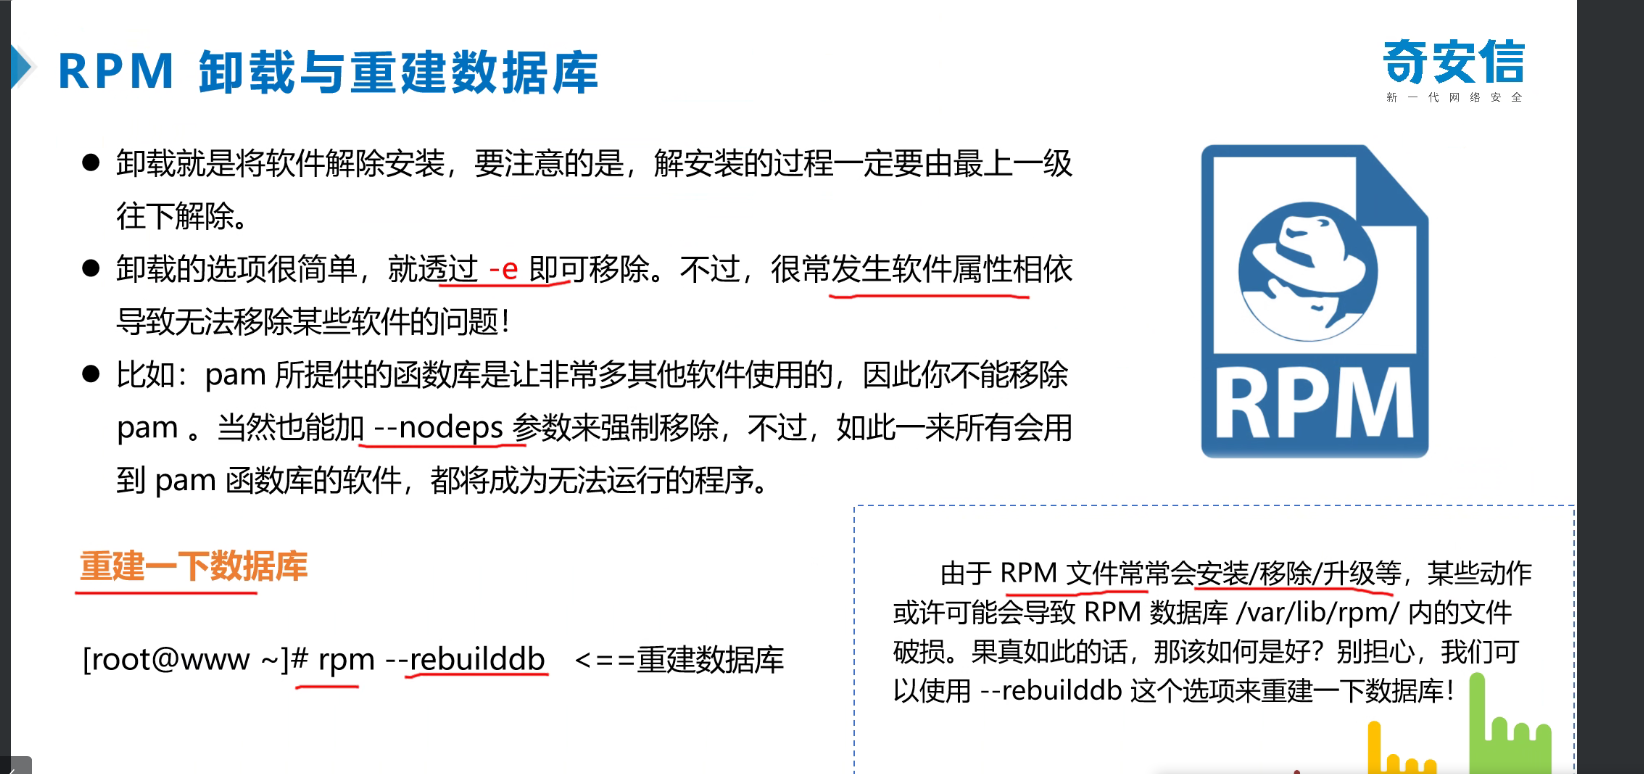 RPM 卸载与重建数据库
奇安信
新一代网络安全
● 卸载就是将软件解除安装，要注意的是，解安装的过程一定要由最上一级
往下解除。
● 卸载的选项很简单，就透过 -e 即可移除。不过，很常发生软件属性相依
导致无法移除某些软件的问题！
● 比如：pam 所提供的函数库是让非常多其他软件使用的，因此你不能移除
pam 。当然也能加 --nodeps 参数来强制移除，不过，如此一来所有会用
到 pam 函数库的软件，都将成为无法运行的程序。
RPM
重建一下数据库
[root@www ~]# rpm --rebuilddb <==重建数据库
由于 RPM 文件常常会安装/移除/升级等，某些动作
或许可能会导致 RPM 数据库 /var/lib/rpm/ 内的文件
破损。果真如此的话，那该如何是好？别担心，我们可
以使用 --rebuilddb 这个选项来重建一下数据库！